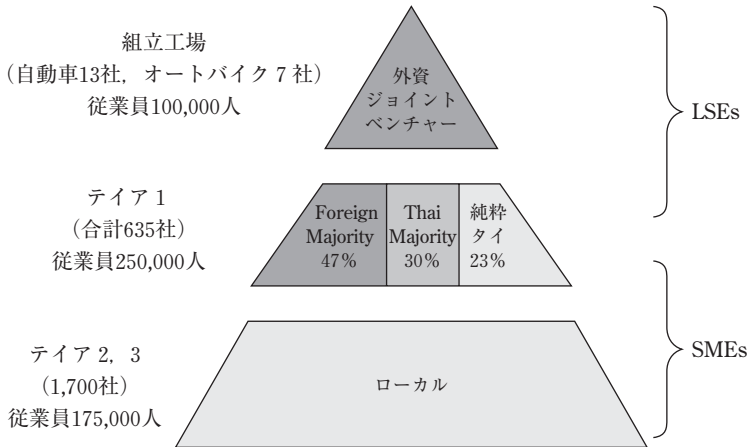 組立工場
（自動車13社，オートバイク７社）
従業員100,000人
外資
ジョイント
ベンチャー
LSEs
テイア１
（合計635社）
従業員250,000人
Foreign
Majority
47%
Thai
Majority
30%
純粋
タイ
23%
SMEs
テイア２，３
（1,700社）
従業員175,000人
ローカル